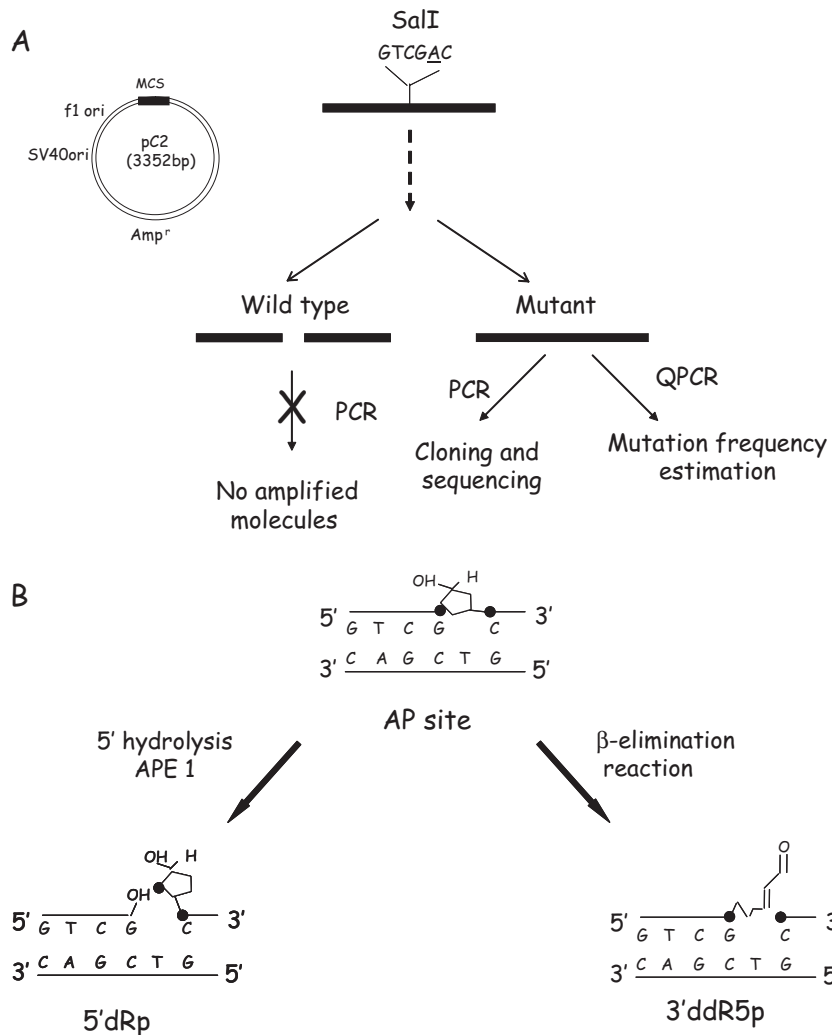 A
SalI
GTCGAC
MCS
f1 ori
pC2
(3352bp)
SV40ori
Ampʳ
Wild type
Mutant
PCR
PCR
QPCR
No amplified
molecules
Cloning and
sequencing
Mutation frequency
estimation
B
OH H
5' 3'
G T C G C
C A G C T G
3' 5'
AP site
5' hydrolysis
APE 1
β-elimination
reaction
OH H
OH
5' 3'
G T C G C
3' C A G C T G 5'
5'dRp
O
5' 3
G T C G C
3' C A G C T G 5
3'ddR5p